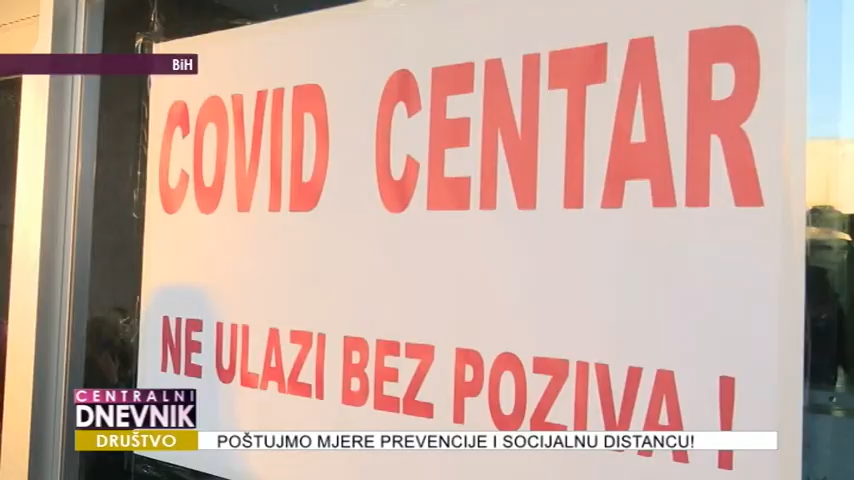 BiH
COVID CENTAR
NE ULAZI BEZ POZIVA !
CENTRALNI
DNEVNIK
DRUŠTVO
POŠTUJMO MJERE PREVENCIJE I SOCIJALNU DISTANCU!